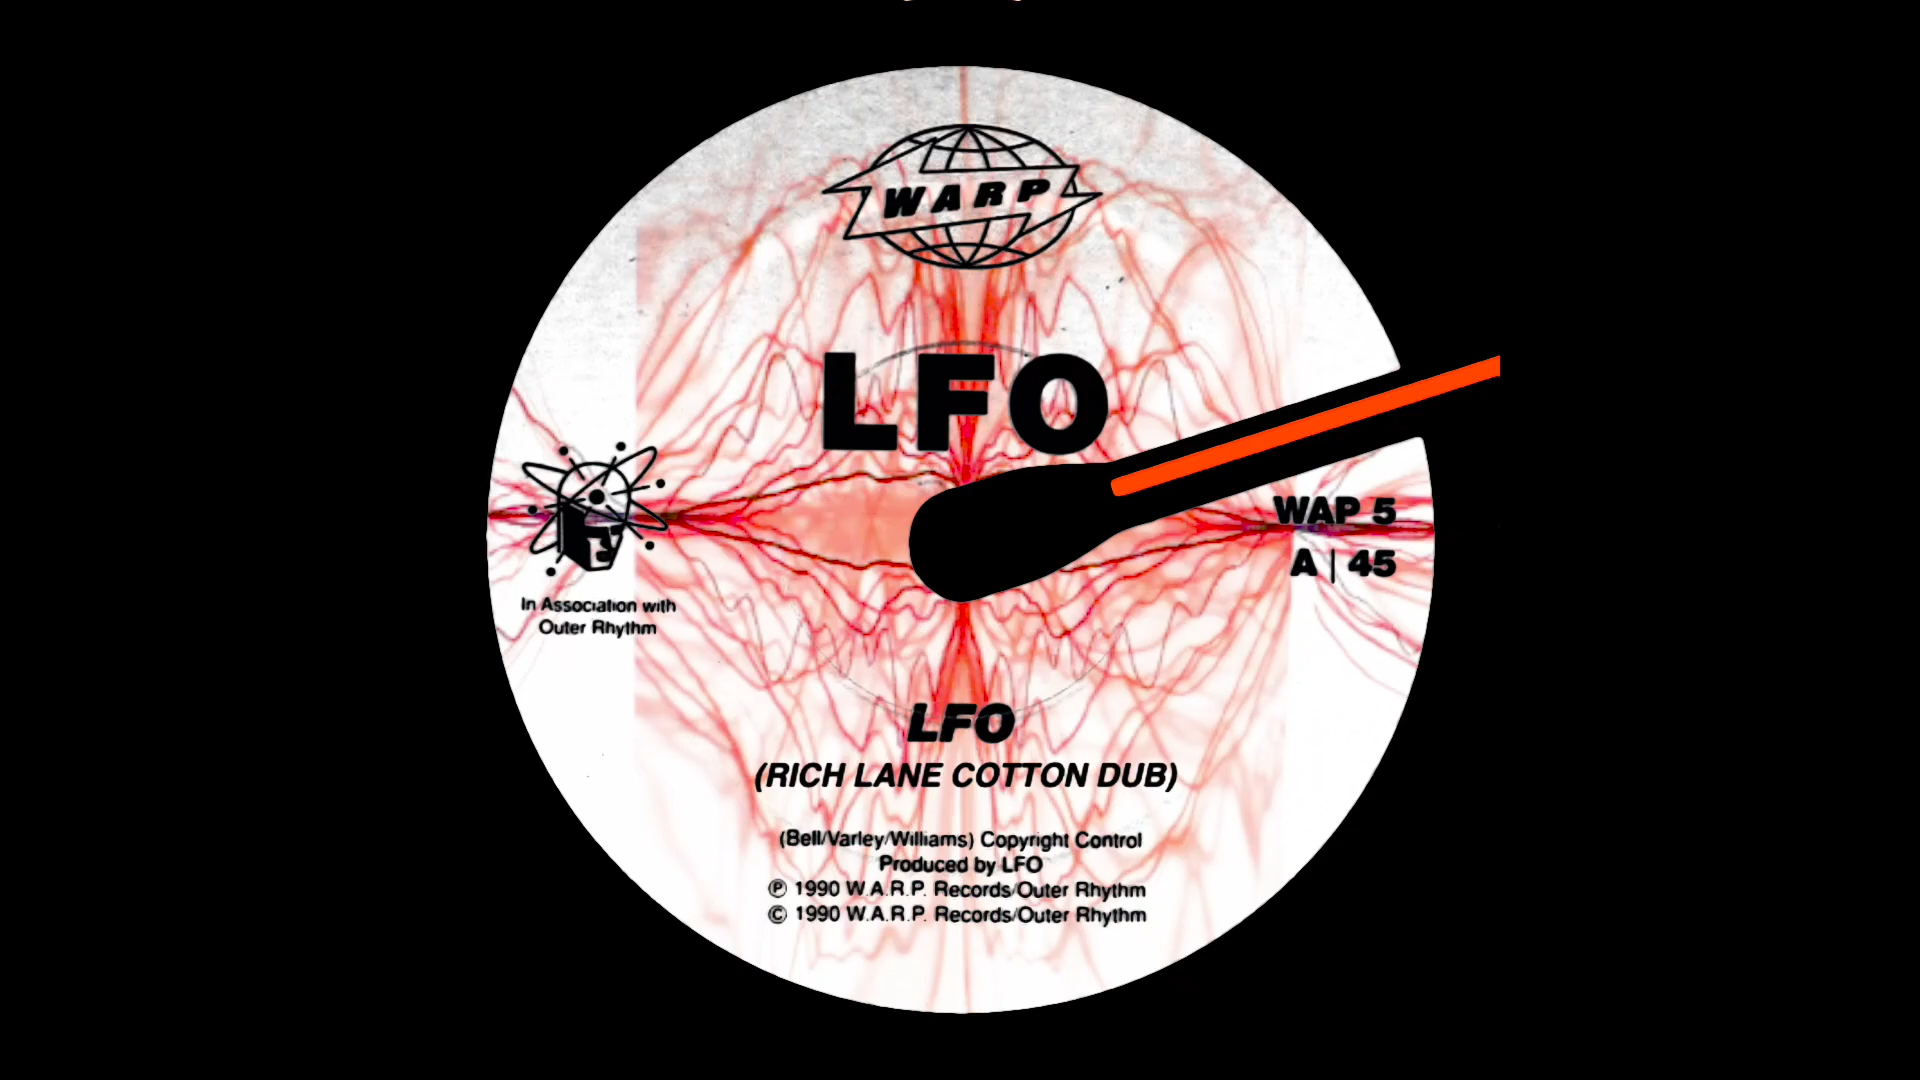 WARP
LFO
WAP 5
A | 45
In Association with
Outer Rhythm
LFO
(RICH LANE COTTON DUB)
(Bell/Varley/Williams) Copyright Control
Produced by LFO
℗ 1990 W.A.R.P. Records/Outer Rhythm
© 1990 W.A.R.P. Records/Outer Rhythm